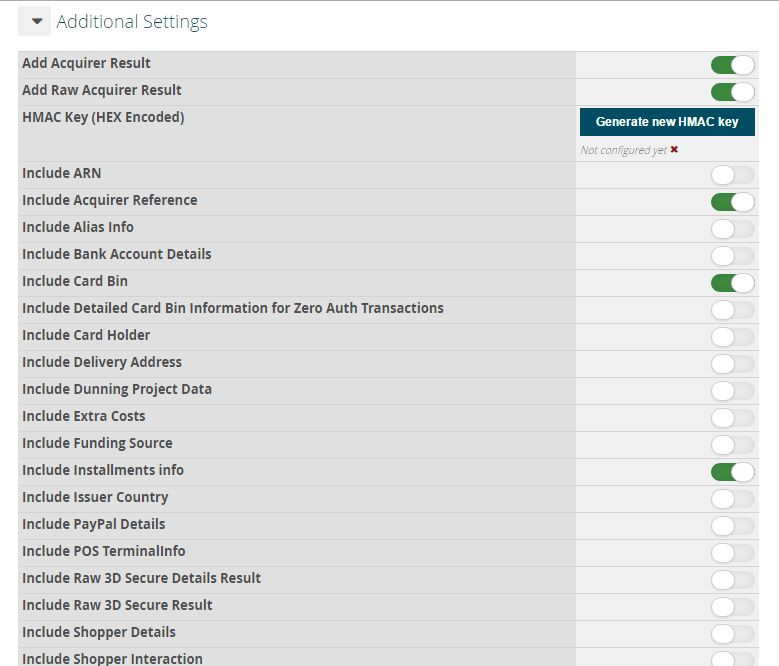 Additional Settings
Add Acquirer Result
Add Raw Acquirer Result
HMAC Key (HEX Encoded)
Generate new HMAC key
Not configured yet ✖
Include ARN
Include Acquirer Reference
Include Alias Info
Include Bank Account Details
Include Card Bin
Include Detailed Card Bin Information for Zero Auth Transactions
Include Card Holder
Include Delivery Address
Include Dunning Project Data
Include Extra Costs
Include Funding Source
Include Installments info
Include Issuer Country
Include PayPal Details
Include POS TerminalInfo
Include Raw 3D Secure Details Result
Include Raw 3D Secure Result
Include Shopper Details
Include Shopper Interaction